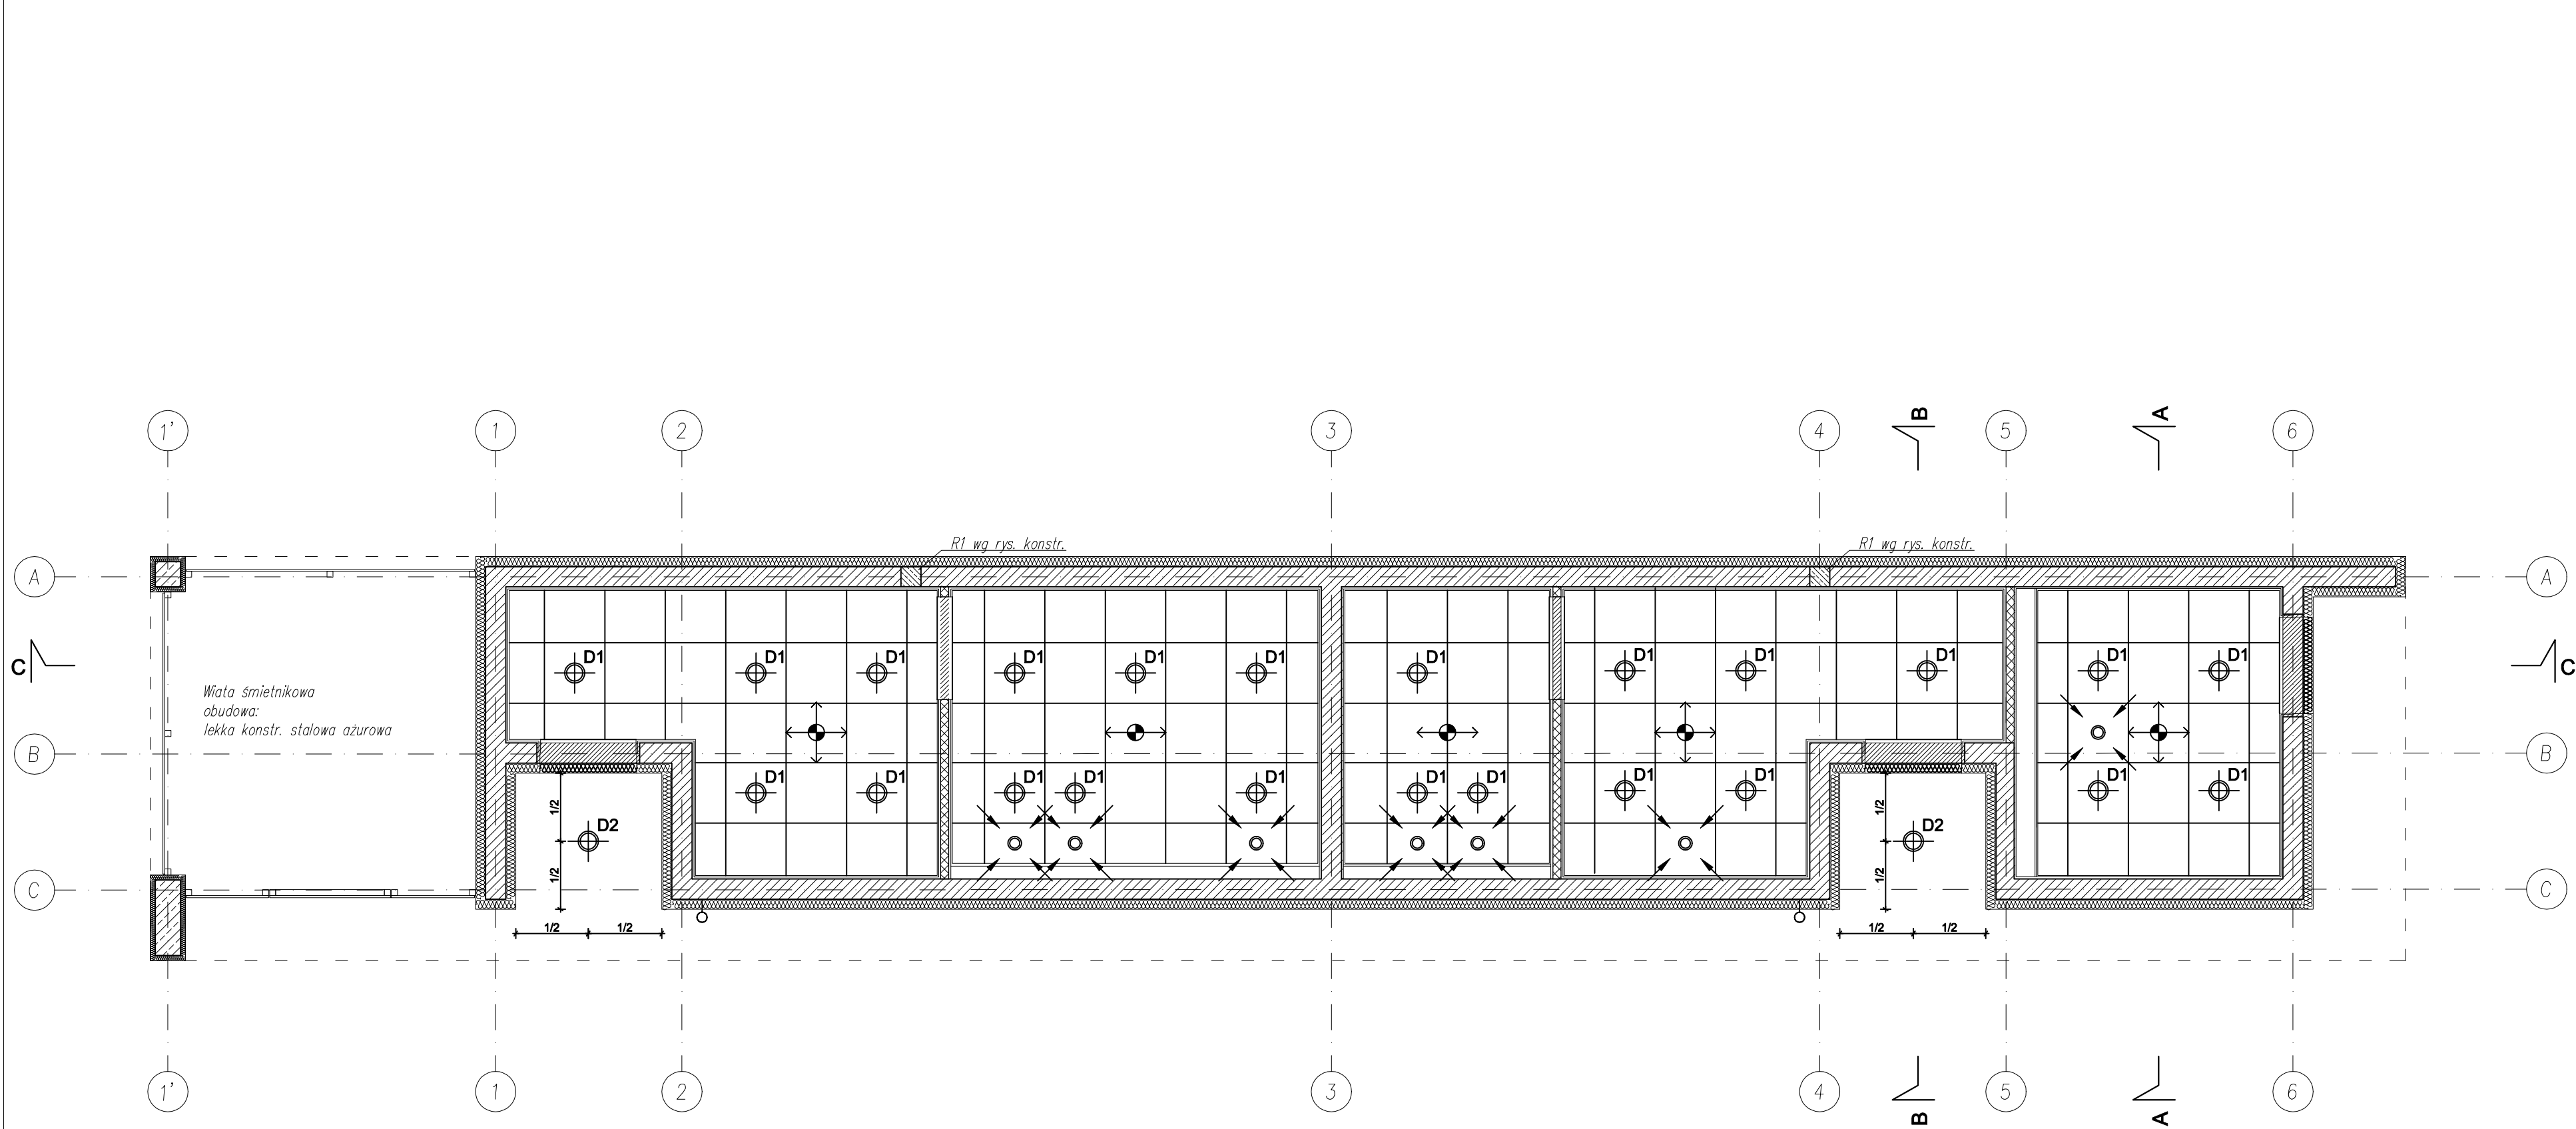 B
A
1'
1
2
3
4
5
6
R1 wg rys. konstr.
R1 wg rys. konstr.
A
A
C
C
D1
D1
D1
D1
D1
D1
D1
D1
D1
D1
D1
D1
Wiata śmietnikowa
obudowa:
lekka konstr. stalowa ażurowa
B
B
D1
D1
D1
D1
D1
D1
D1
D1
D1
D1
D1
1/2
1/2
D2
D2
1/2
1/2
C
C
1/2
1/2
1/2
1/2
1'
1
2
3
4
5
6
B
A